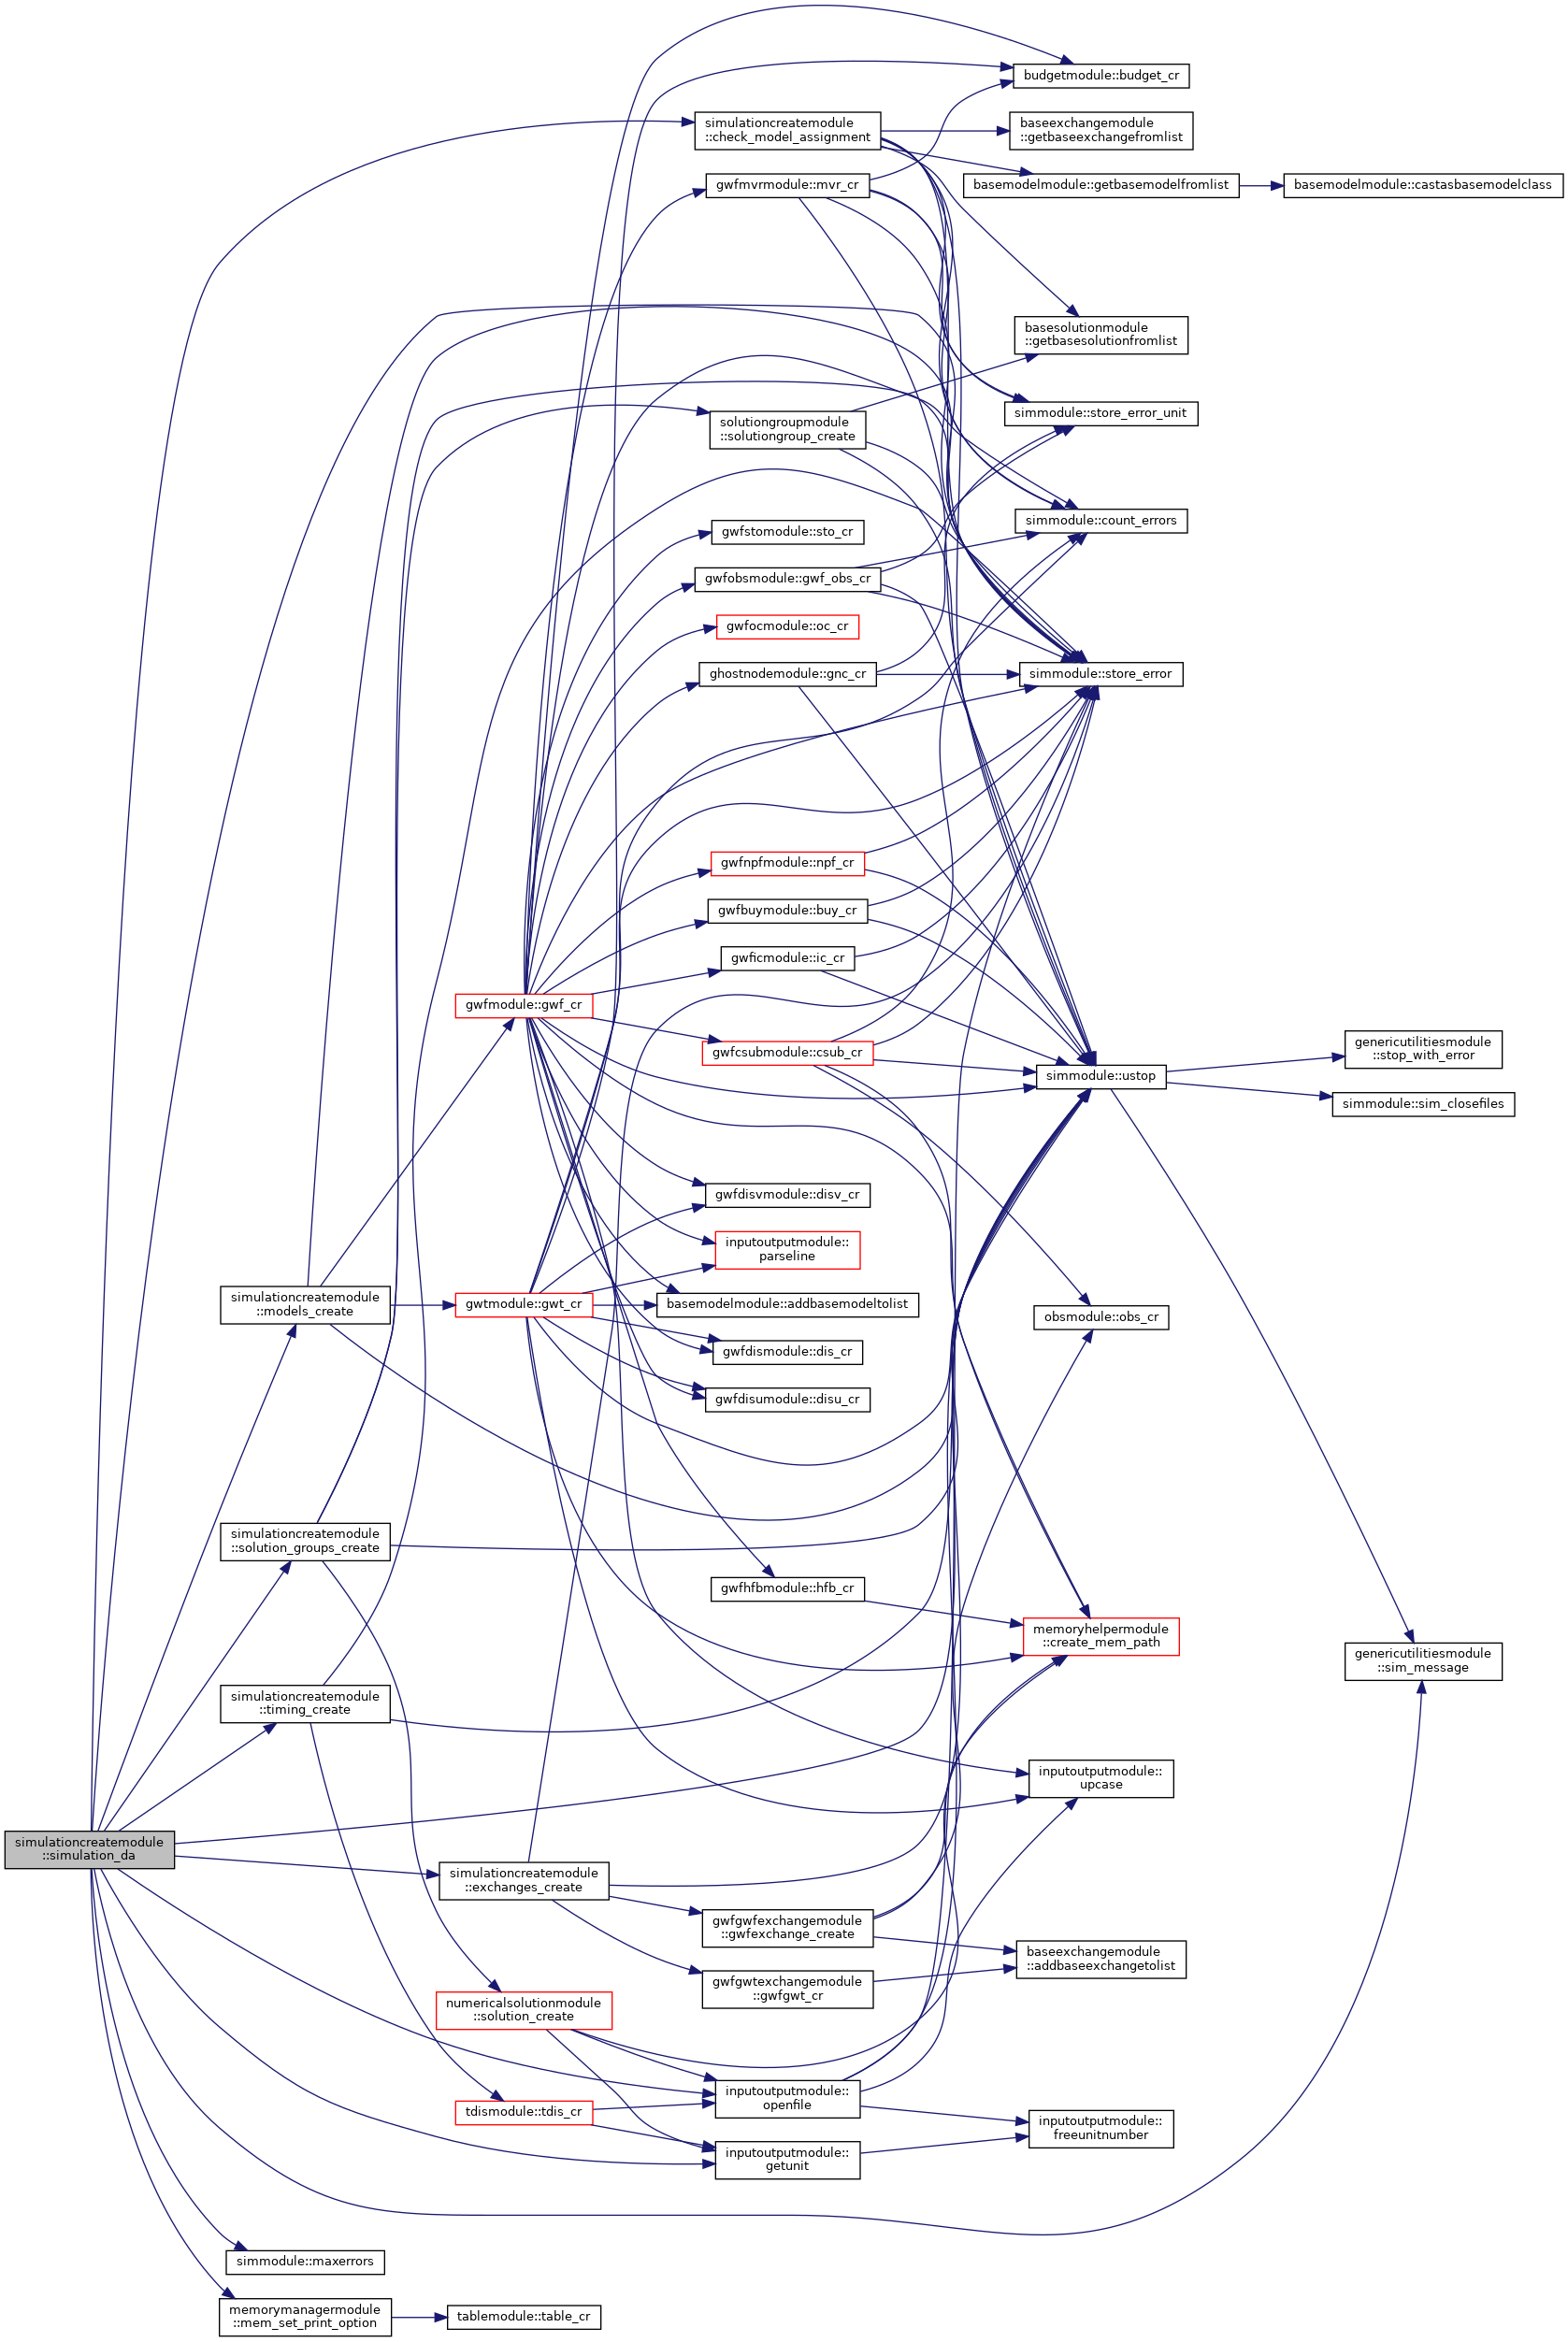 budgetmodule::budget_cr
simulationcreatemodule
::check_model_assignment
baseexchangemodule
::getbaseexchangefromlist
gwfmvrmodule::mvr_cr
basemodelmodule::getbasemodelfromlist
basemodelmodule::castasbasemodelclass
basesolutionmodule
::getbasesolutionfromlist
solutiongroupmodule
::solutiongroup_create
simmodule::store_error_unit
gwfstomodule::sto_cr
simmodule::count_errors
gwfobsmodule::gwf_obs_cr
gwfocmodule::oc_cr
ghostnodemodule::gnc_cr
simmodule::store_error
gwfnpfmodule::npf_cr
gwfbuymodule::buy_cr
gwficmodule::ic_cr
gwfmodule::gwf_cr
gwfcsubmodule::csub_cr
simmodule::ustop
genericutilitiesmodule
::stop_with_error
simmodule::sim_closefiles
gwfdisvmodule::disv_cr
inputoutputmodule::
parseline
simulationcreatemodule
::models_create
gwtmodule::gwt_cr
basemodelmodule::addbasemodeltolist
obsmodule::obs_cr
gwfdismodule::dis_cr
gwfdisumodule::disu_cr
simulationcreatemodule
::solution_groups_create
gwfhfbmodule::hfb_cr
memoryhelpermodule
::create_mem_path
genericutilitiesmodule
::sim_message
simulationcreatemodule
::timing_create
inputoutputmodule::
upcase
simulationcreatemodule
::simulation_da
simulationcreatemodule
::exchanges_create
gwfgwfexchangemodule
::gwfexchange_create
baseexchangemodule
::addbaseexchangetolist
gwfgwtexchangemodule
::gwfgwt_cr
numericalsolutionmodule
::solution_create
inputoutputmodule::
openfile
tdismodule::tdis_cr
inputoutputmodule::
freeunitnumber
inputoutputmodule::
getunit
simmodule::maxerrors
memorymanagermodule
::mem_set_print_option
tablemodule::table_cr